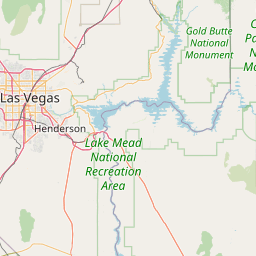 Gold Butte
National
Monument
Las Vegas
Henderson
Lake Mead
National
Recreation
Area